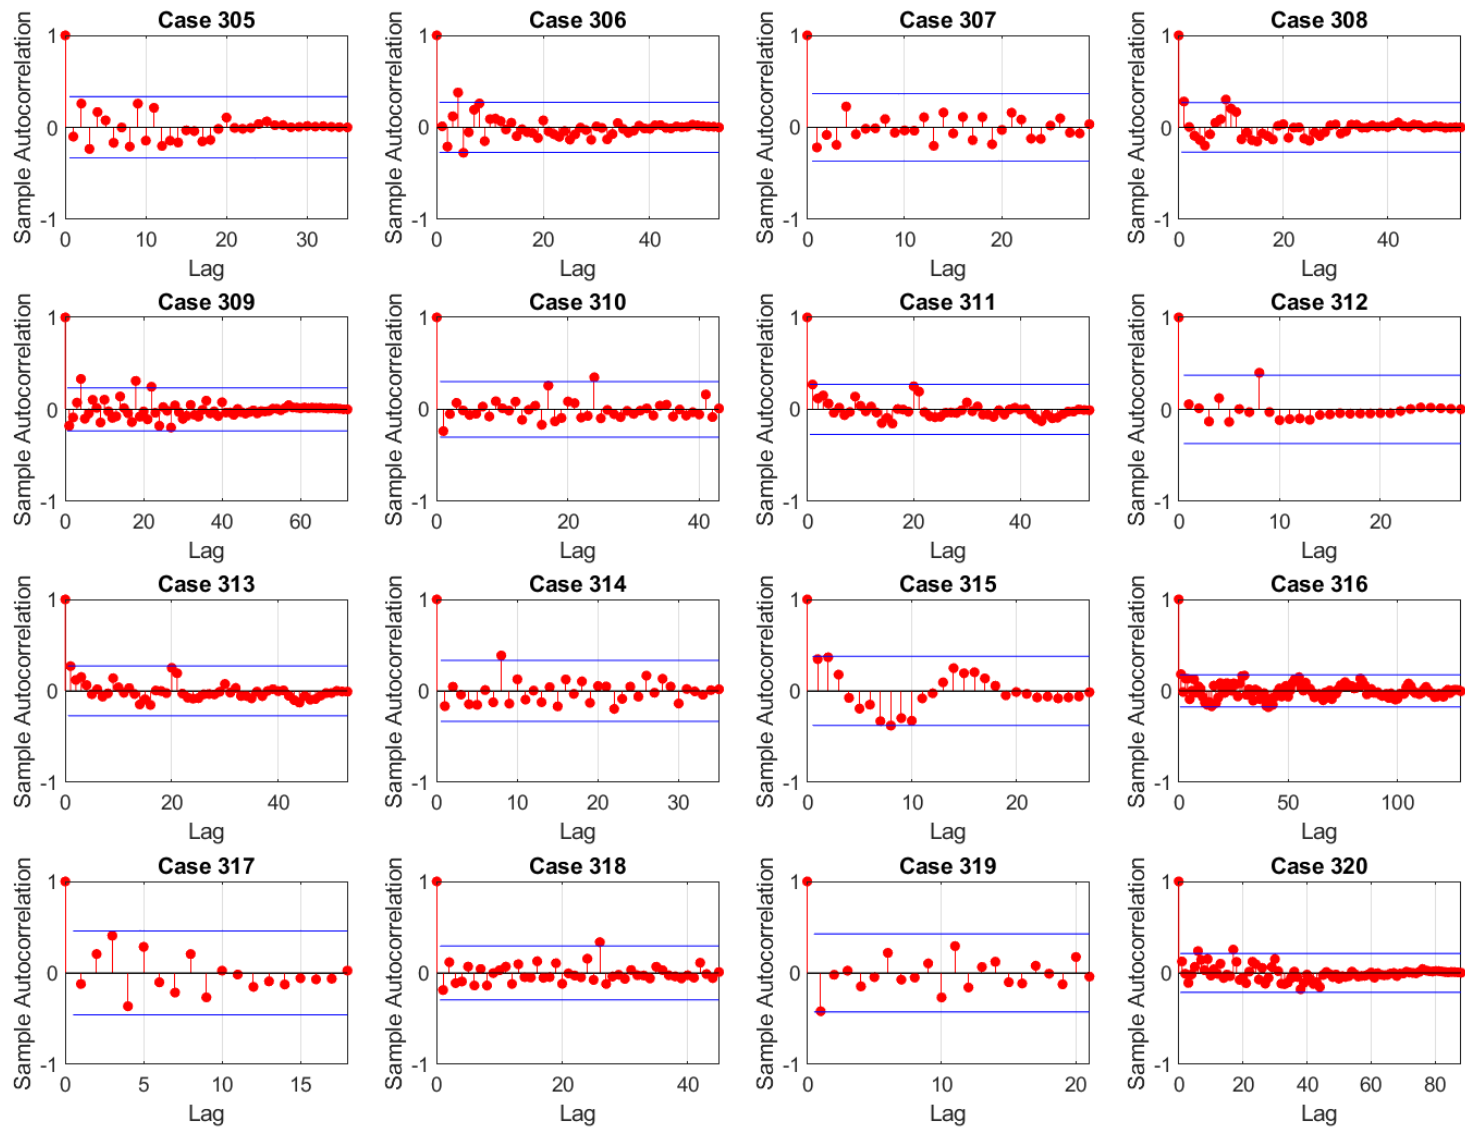 Case 305
Case 306
Case 307
Case 308
Sample Autocorrelation
1
0
-1
0
10
20
30
Lag
Sample Autocorrelation
1
0
-1
0
20
40
Lag
Sample Autocorrelation
1
0
-1
0
10
20
Lag
Sample Autocorrelation
1
0
-1
0
20
40
Lag
Case 309
Case 310
Case 311
Case 312
Sample Autocorrelation
1
0
-1
0
20
40
60
Lag
Sample Autocorrelation
1
0
-1
0
20
40
Lag
Sample Autocorrelation
1
0
-1
0
20
40
Lag
Sample Autocorrelation
1
0
-1
0
10
20
Lag
Case 313
Case 314
Case 315
Case 316
Sample Autocorrelation
1
0
-1
0
20
40
Lag
Sample Autocorrelation
1
0
-1
0
10
20
30
Lag
Sample Autocorrelation
1
0
-1
0
10
20
Lag
Sample Autocorrelation
1
0
-1
0
50
100
Lag
Case 317
Case 318
Case 319
Case 320
Sample Autocorrelation
1
0
-1
0
5
10
15
Lag
Sample Autocorrelation
1
0
-1
0
20
40
Lag
Sample Autocorrelation
1
0
-1
0
10
20
Lag
Sample Autocorrelation
1
0
-1
0
20
40
60
80
Lag